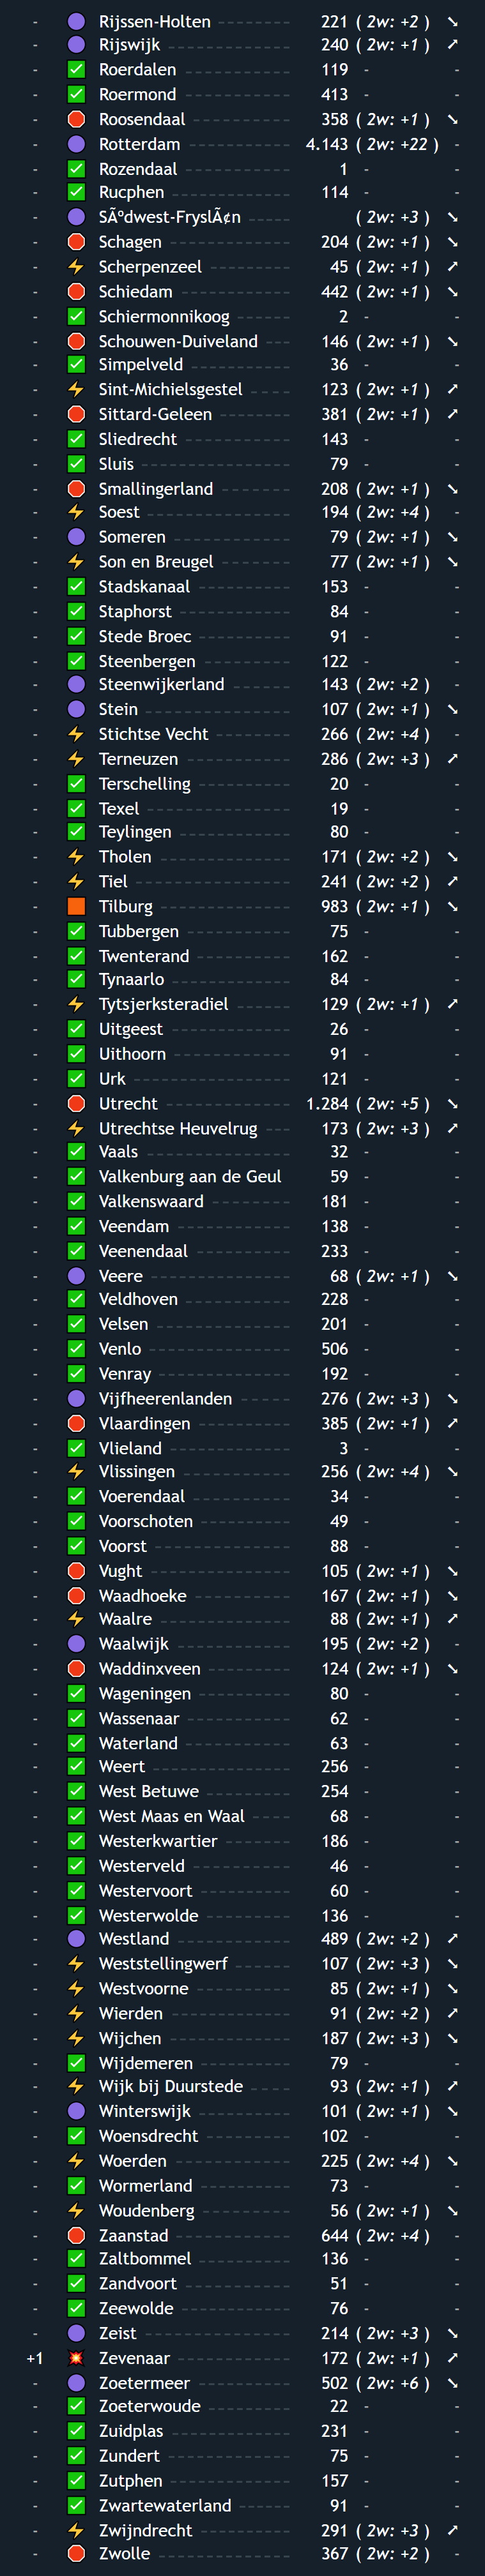 - Rijssen-Holten 221 ( 2w: +2 ) ➘
- Rijswijk 240 ( 2w: +1 ) ➚
- ✅ Roerdalen 119 - -
- ✅ Roermond 413 - -
- Roosendaal 358 ( 2w: +1 ) ➘
- Rotterdam 4.143 ( 2w: +22 ) -
- ✅ Rozendaal 1 - -
- ✅ Rucphen 114 - -
- SÃºdwest-FryslÃ¢n ( 2w: +3 ) ➘
- Schagen 204 ( 2w: +1 ) ➘
- Scherpenzeel 45 ( 2w: +1 ) ➚
- Schiedam 442 ( 2w: +1 ) ➘
- ✅ Schiermonnikoog 2 - -
- Schouwen-Duiveland 146 ( 2w: +1 ) ➘
- ✅ Simpelveld 36 - -
- Sint-Michielsgestel 123 ( 2w: +1 ) ➚
- Sittard-Geleen 381 ( 2w: +1 ) ➚
- ✅ Sliedrecht 143 - -
- ✅ Sluis 79 - -
- Smallingerland 208 ( 2w: +1 ) ➘
- Soest 194 ( 2w: +4 ) -
- Someren 79 ( 2w: +1 ) ➘
- Son en Breugel 77 ( 2w: +1 ) ➘
- ✅ Stadskanaal 153 - -
- ✅ Staphorst 84 - -
- ✅ Stede Broec 91 - -
- ✅ Steenbergen 122 - -
- Steenwijkerland 143 ( 2w: +2 ) -
- Stein 107 ( 2w: +1 ) ➘
- Stichtse Vecht 266 ( 2w: +4 ) -
- Terneuzen 286 ( 2w: +3 ) ➚
- ✅ Terschelling 20 - -
- ✅ Texel 19 - -
- ✅ Teylingen 80 - -
- Tholen 171 ( 2w: +2 ) ➘
- Tiel 241 ( 2w: +2 ) ➚
- Tilburg 983 ( 2w: +1 ) ➘
- ✅ Tubbergen 75 - -
- ✅ Twenterand 162 - -
- ✅ Tynaarlo 84 - -
- Tytsjerksteradiel 129 ( 2w: +1 ) ➚
- ✅ Uitgeest 26 - -
- ✅ Uithoorn 91 - -
- ✅ Urk 121 - -
- Utrecht 1.284 ( 2w: +5 ) ➘
- Utrechtse Heuvelrug 173 ( 2w: +3 ) ➚
- ✅ Vaals 32 - -
- ✅ Valkenburg aan de Geul 59 - -
- ✅ Valkenswaard 181 - -
- ✅ Veendam 138 - -
- ✅ Veenendaal 233 - -
- Veere 68 ( 2w: +1 ) ➘
- ✅ Veldhoven 228 - -
- ✅ Velsen 201 - -
- ✅ Venlo 506 - -
- ✅ Venray 192 - -
- Vijfheerenlanden 276 ( 2w: +3 ) ➘
- Vlaardingen 385 ( 2w: +1 ) ➚
- ✅ Vlieland 3 - -
- Vlissingen 256 ( 2w: +4 ) ➘
- ✅ Voerendaal 34 - -
- ✅ Voorschoten 49 - -
- ✅ Voorst 88 - -
- Vught 105 ( 2w: +1 ) ➘
- Waadhoeke 167 ( 2w: +1 ) ➘
- Waalre 88 ( 2w: +1 ) ➚
- Waalwijk 195 ( 2w: +2 ) -
- Waddinxveen 124 ( 2w: +1 ) ➘
- ✅ Wageningen 80 - -
- ✅ Wassenaar 62 - -
- ✅ Waterland 63 - -
- ✅ Weert 256 - -
- ✅ West Betuwe 254 - -
- ✅ West Maas en Waal 68 - -
- ✅ Westerkwartier 186 - -
- ✅ Westerveld 46 - -
- ✅ Westervoort 60 - -
- ✅ Westerwolde 136 - -
- Westland 489 ( 2w: +2 ) ➚
- Weststellingwerf 107 ( 2w: +3 ) ➘
- Westvoorne 85 ( 2w: +1 ) ➘
- Wierden 91 ( 2w: +2 ) ➚
- Wijchen 187 ( 2w: +3 ) ➘
- ✅ Wijdemeren 79 - -
- Wijk bij Duurstede 93 ( 2w: +1 ) ➚
- Winterswijk 101 ( 2w: +1 ) ➘
- ✅ Woensdrecht 102 - -
- Woerden 225 ( 2w: +4 ) ➘
- ✅ Wormerland 73 - -
- Woudenberg 56 ( 2w: +1 ) ➘
- Zaanstad 644 ( 2w: +4 ) -
- ✅ Zaltbommel 136 - -
- ✅ Zandvoort 51 - -
- ✅ Zeewolde 76 - -
- Zeist 214 ( 2w: +3 ) ➘
+1 Zevenaar 172 ( 2w: +1 ) ➚
- Zoetermeer 502 ( 2w: +6 ) ➘
- ✅ Zoeterwoude 22 - -
- ✅ Zuidplas 231 - -
- ✅ Zundert 75 - -
- ✅ Zutphen 157 - -
- ✅ Zwartewaterland 91 - -
- Zwijndrecht 291 ( 2w: +3 ) ➚
- Zwolle 367 ( 2w: +2 ) -